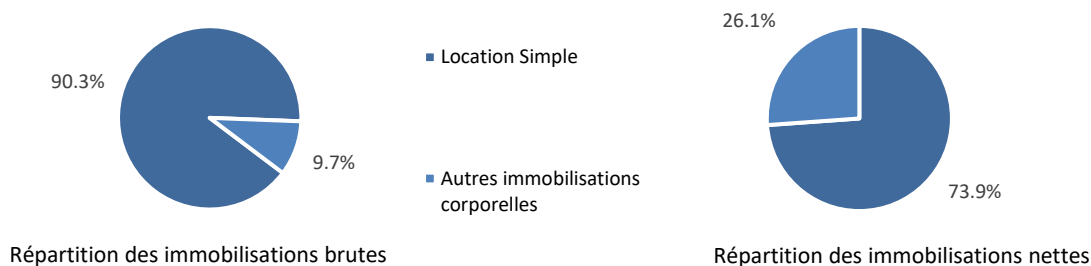 90.3%
9.7%
Répartition des immobilisations brutes
Location Simple
Autres immobilisations
corporelles
26.1%
73.9%
Répartition des immobilisations nettes